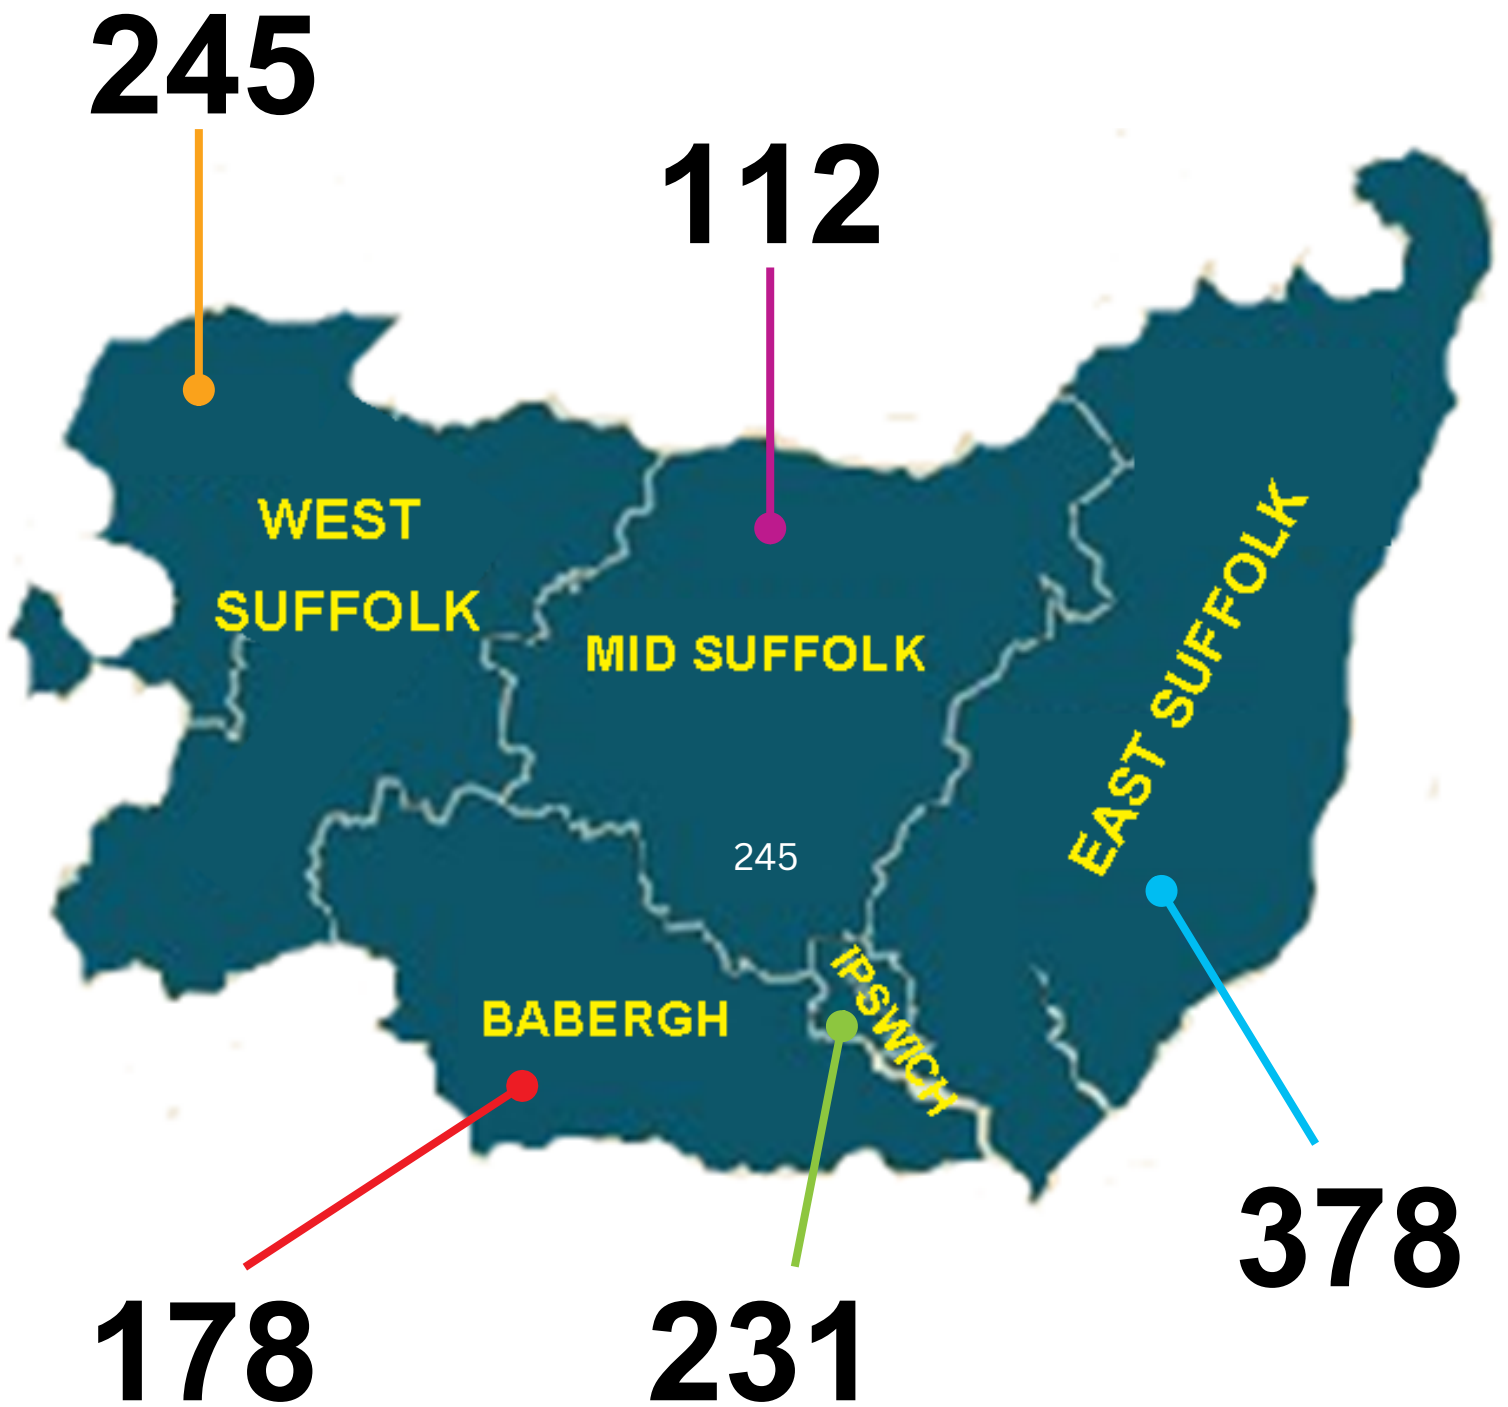 245
112
WEST
SUFFOLK
MID SUFFOLK
EAST SUFFOLK
245
IPSWICH
BABERGH
378
178
231